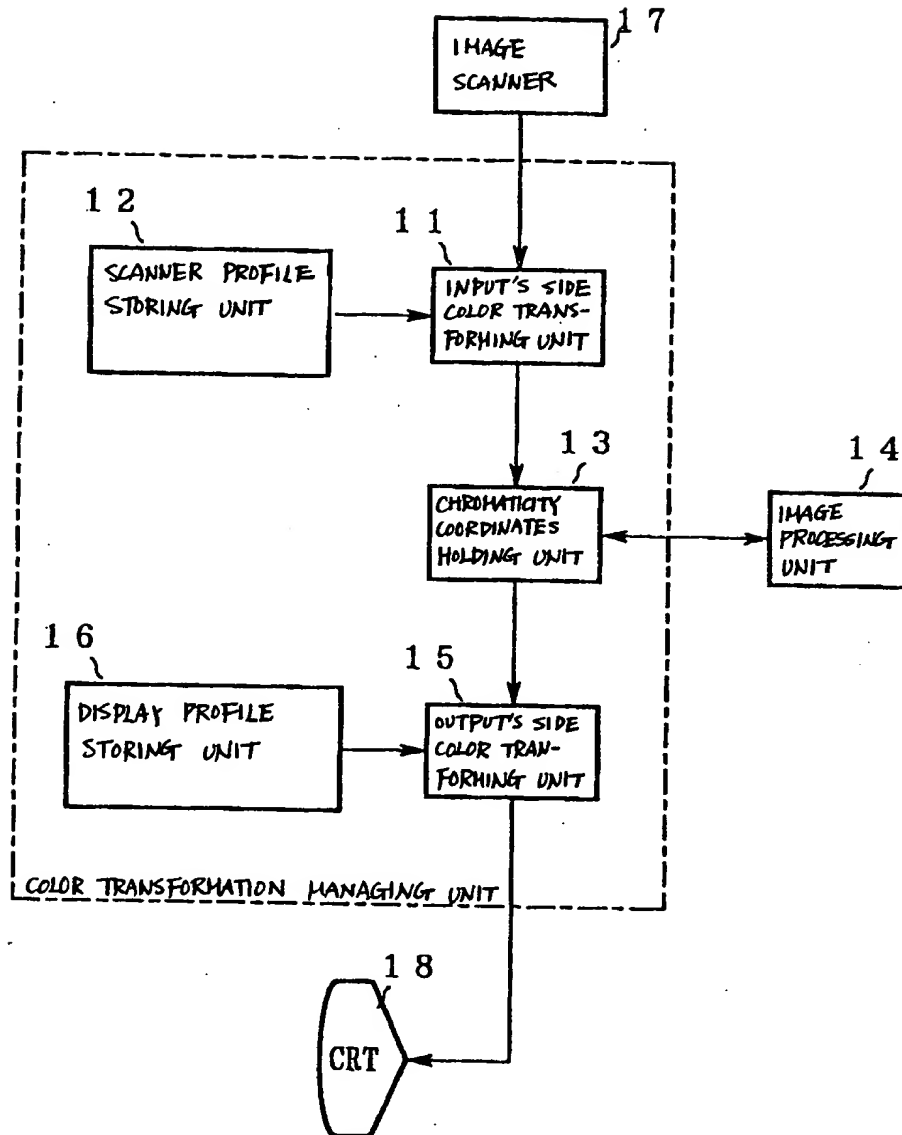 17
IMAGE
SCANNER
12
11
SCANNER PROFILE
STORING UNIT
INPUT'S SIDE
COLOR TRANS-
FORMING UNIT
13
14
CHROMATICITY
COORDINATES
HOLDING UNIT
IMAGE
PROCESSING
UNIT
16
15
DISPLAY PROFILE
STORING UNIT
OUTPUT'S SIDE
COLOR TRAN-
FORMING UNIT
COLOR TRANSFORMATION MANAGING UNIT
18
CRT